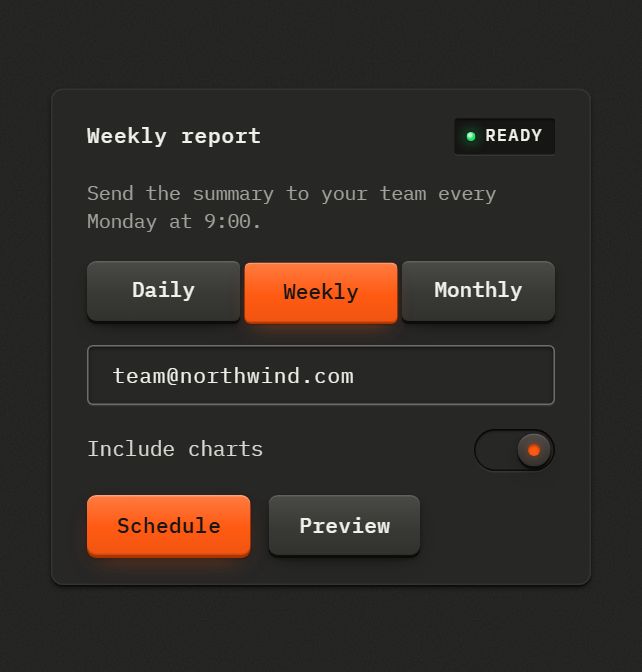 Weekly report
READY
Send the summary to your team every
Monday at 9:00.
Daily
Weekly
Monthly
team@northwind.com
Include charts
Schedule
Preview